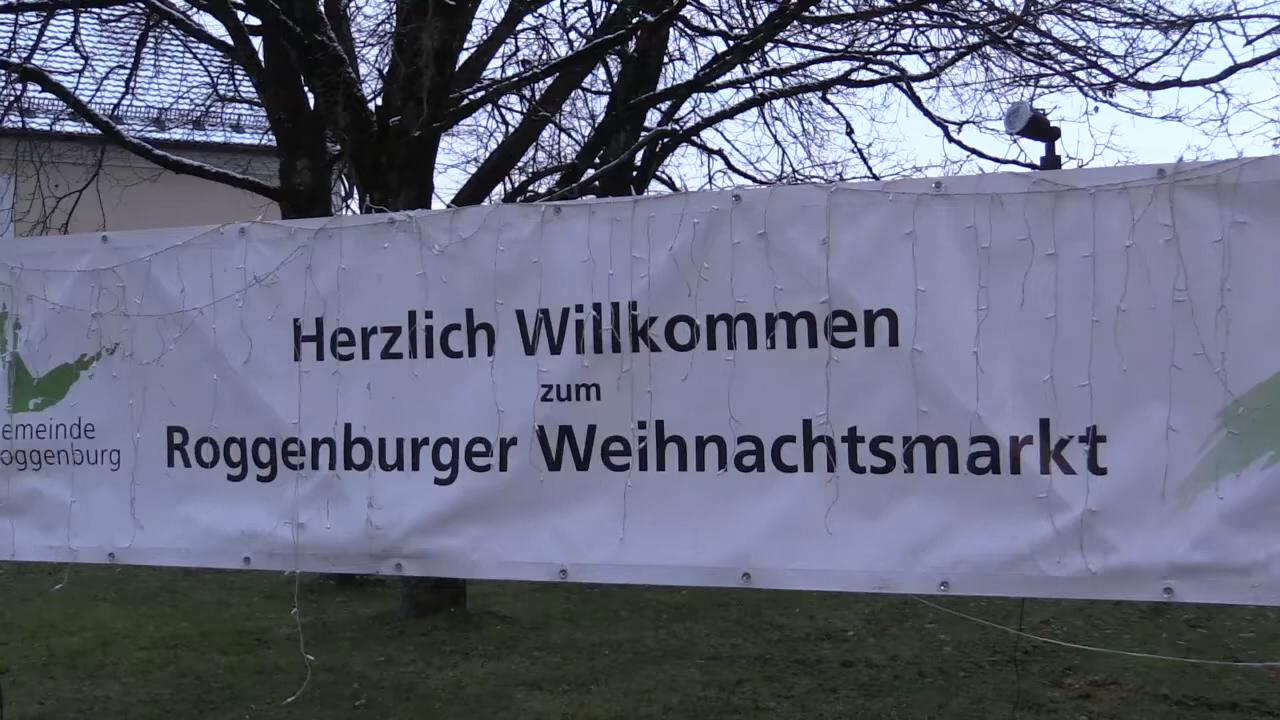 Herzlich Willkommen
zum
Roggenburger Weihnachtsmarkt
emeinde
oggenburg